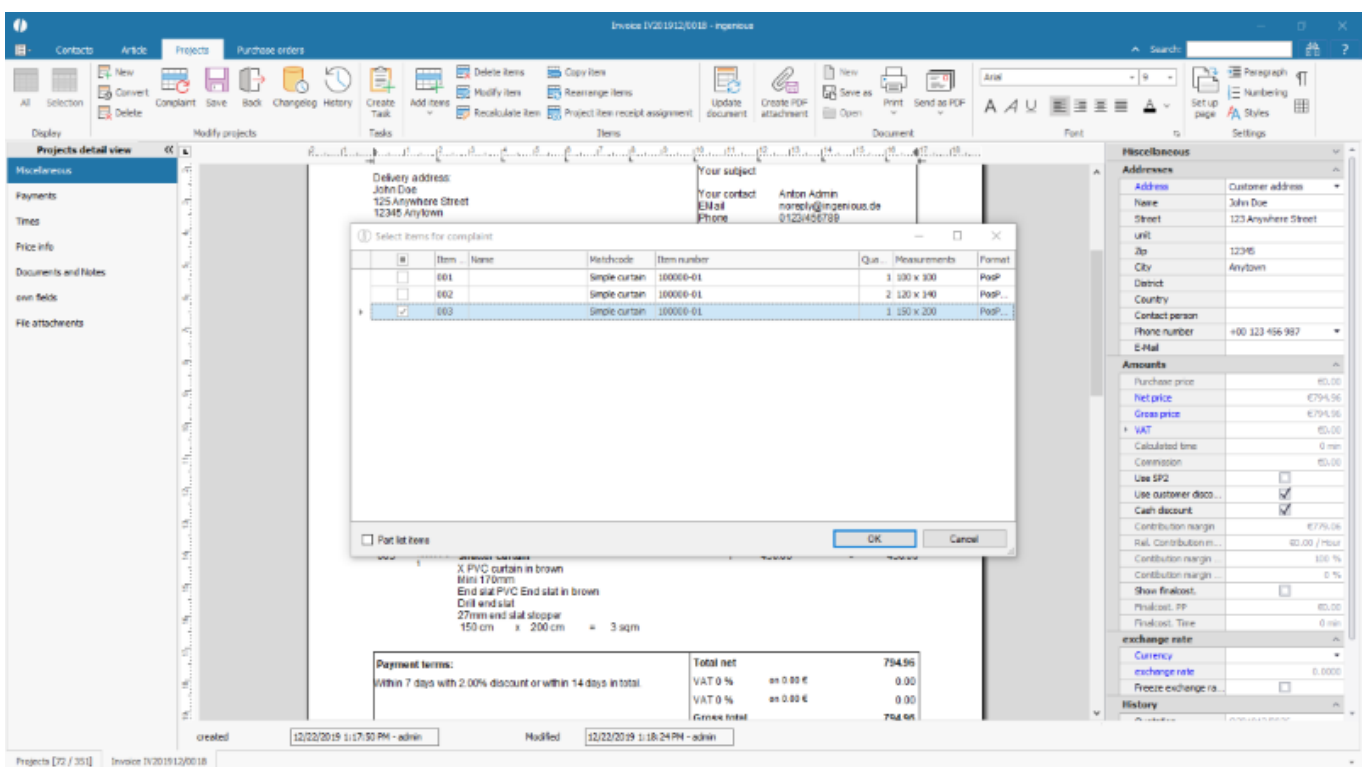 Invoice IV201912/0018 - ingenious
Contacts Article Projects Purchase orders Search: ?
All Selection New Convert Delete Complaint Save Back Changelog History Create Task Add items Delete items Modify item Recalculate item Copy item Rearrange items Project item receipt assignment Update document Create PDF attachment New Save as Open Print Send as PDF Arial 9 Set up page Paragraph Numbering Styles
Display Modify projects Tasks Items Document Font Settings
Projects detail view
Miscellaneous
Payments
Times
Price info
Documents and Notes
own fields
File attachments
Delivery address:
John Doe
125 Anywhere Street
12345 Anytown
Your subject
Your contact Anton Admin
EMail noreply@ingenious.de
Phone 0123/456789
Select items for complaint
Item ... Name Matchcode Item number Qua... Measurements Format
001 Simple curtain 100000-01 1 100 x 100 PosP
002 Simple curtain 100000-01 2 120 x 140 PosP...
003 Simple curtain 100000-01 1 150 x 200 PosP...
Part list items OK Cancel
X PVC curtain in brown
Mini 170mm
End slat PVC End slat in brown
Drill end slat
27mm end slat stopper
150 cm x 200 cm = 3 sqm
Payment terms:
Within 7 days with 2.00% discount or within 14 days in total.
Total net 794.96
VAT 0 % on 0.00 € 0.00
VAT 0 % on 0.00 € 0.00
Gross total 794.96
created 12/22/2019 1:17:50 PM - admin Modified 12/22/2019 1:18:24 PM - admin
Projects [72 / 351] Invoice IV201912/0018
Miscellaneous
Addresses
Address Customer address
Name John Doe
Street 123 Anywhere Street
unit
Zip 12345
City Anytown
District
Country
Contact person
Phone number +00 123 456 987
E-Mail
Amounts
Purchase price €0.00
Net price €794.96
Gross price €794.96
VAT €0.00
Calculated time 0 min
Commission €0.00
Use SP2
Use customer disco...
Cash discount
Contribution margin €779.06
Rel. Contribution m... €0.00 / Hour
Contibution margin ... 100 %
Contibution margin ... 0 %
Show finalcost.
Finalcost. PP €0.00
Finalcost. Time 0 min
exchange rate
Currency
exchange rate 0.0000
Freeze exchange ra...
History